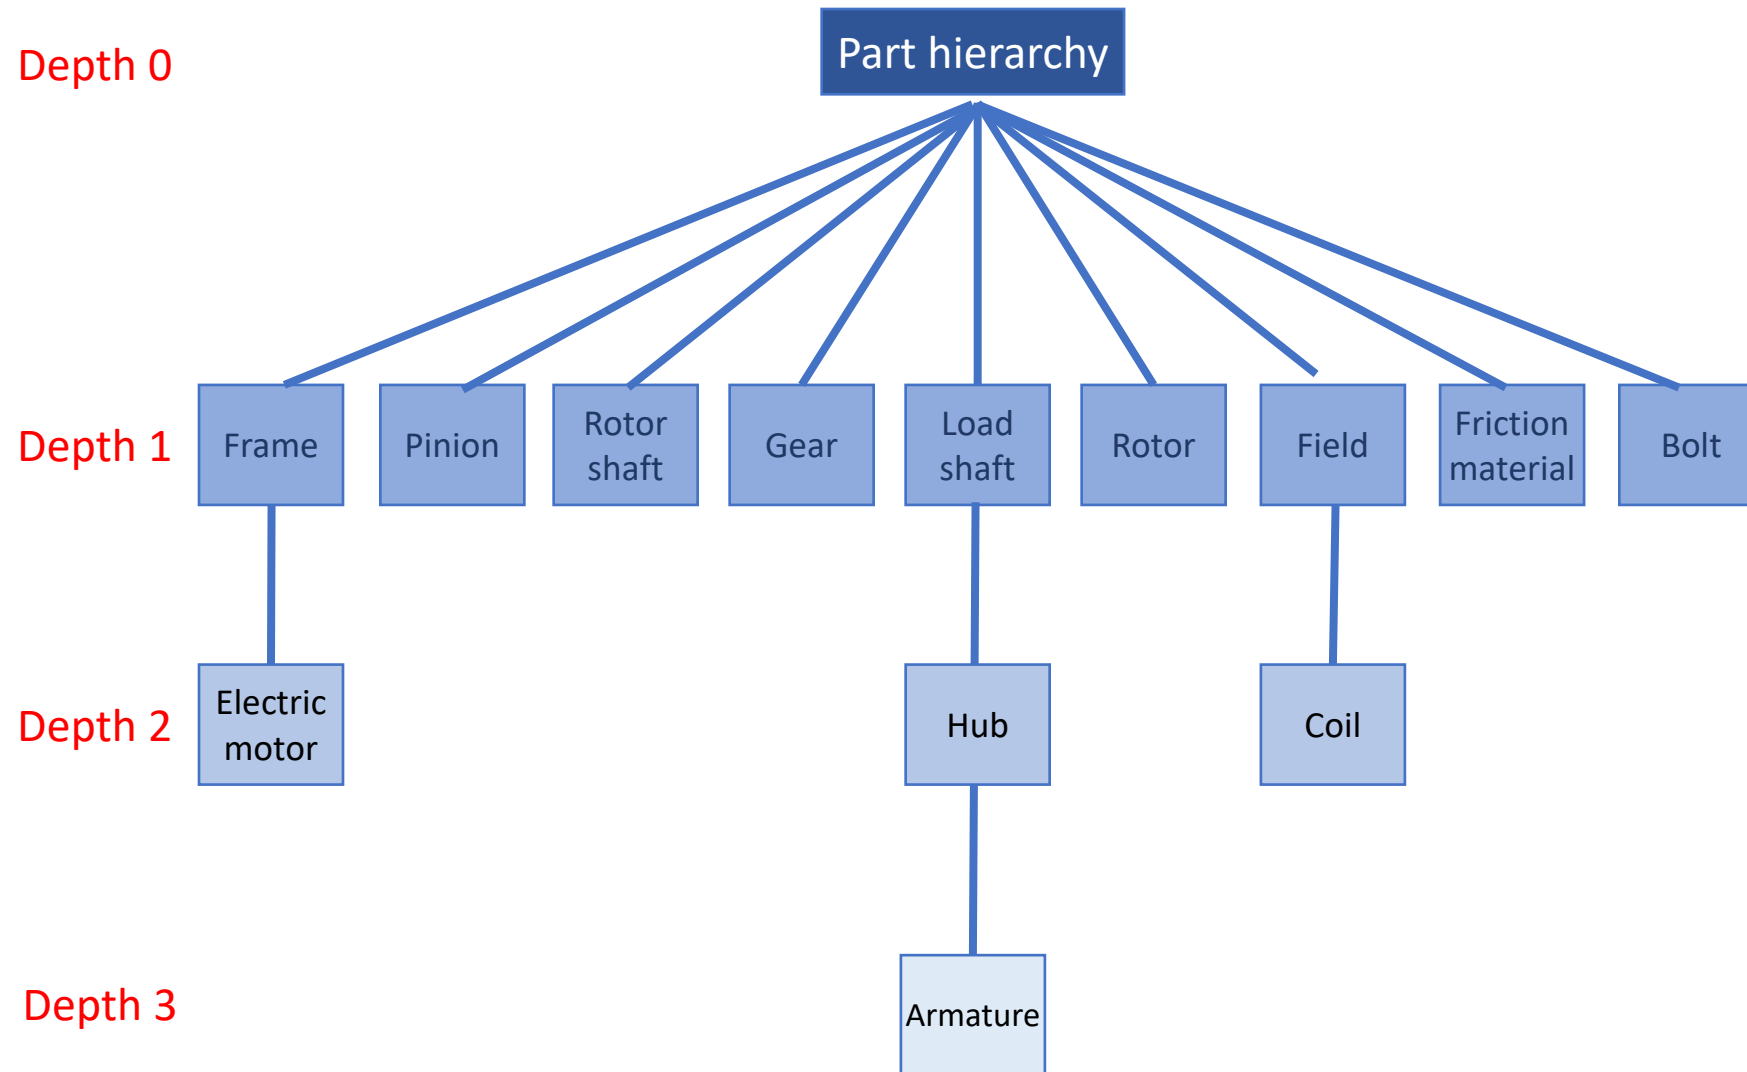 Depth 0
Part hierarchy
Depth 1
Frame
Pinion
Rotor
shaft
Gear
Load
shaft
Rotor
Field
Friction
material
Bolt
Depth 2
Electric
motor
Hub
Coil
Depth 3
Armature